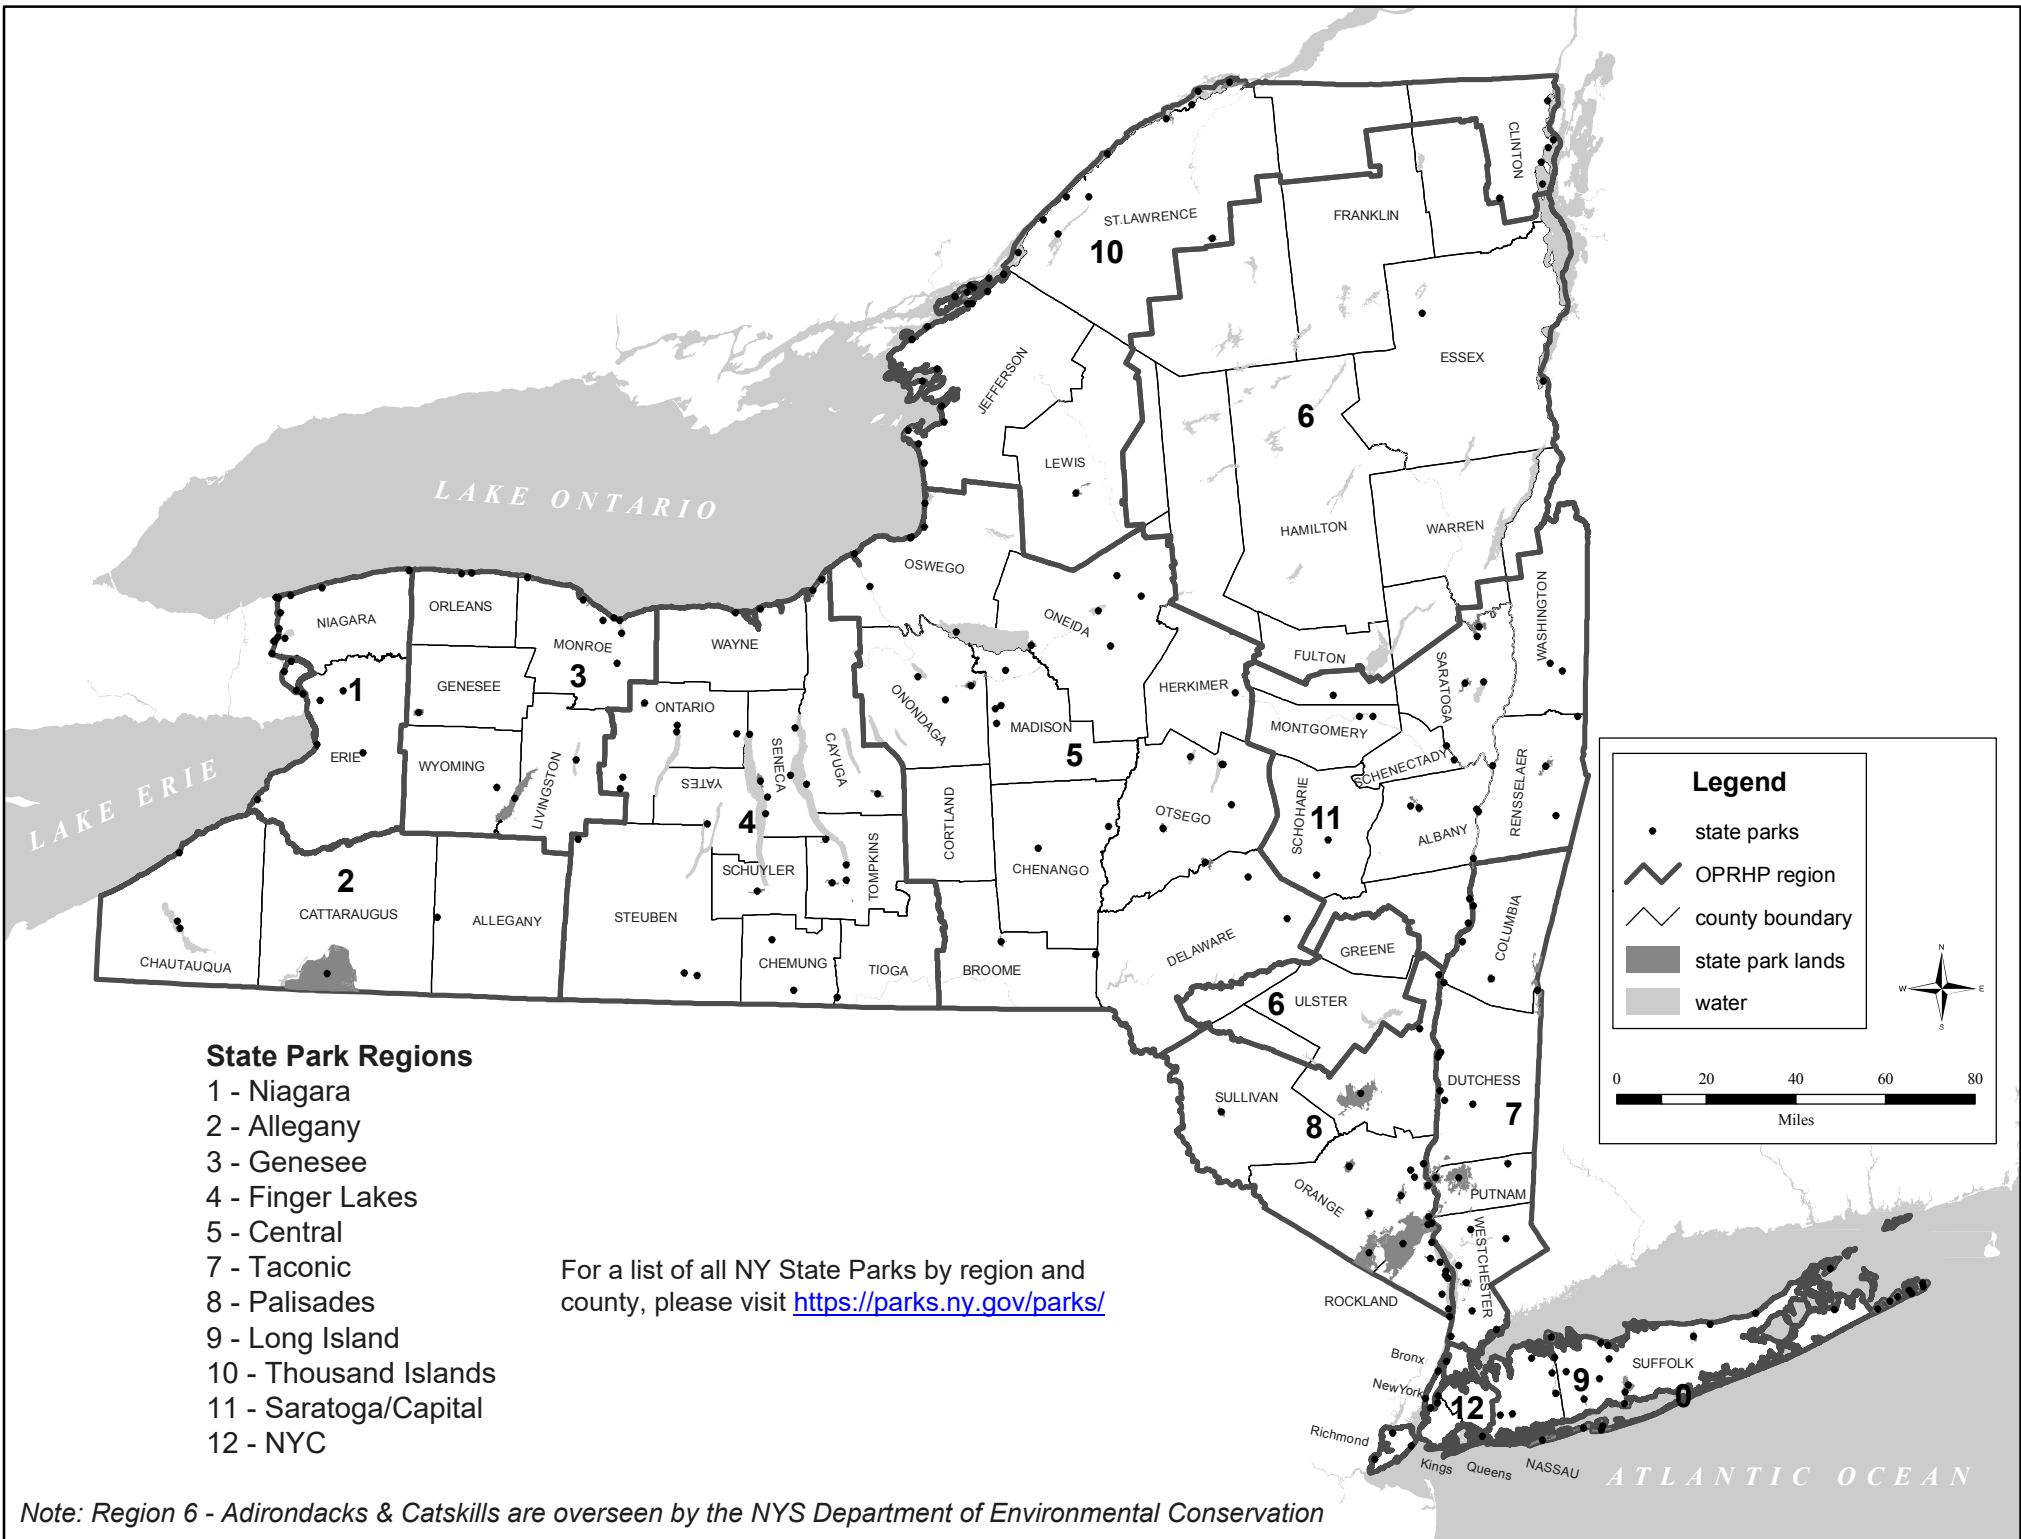 CLINTON
ST.LAWRENCE
FRANKLIN
10
ESSEX
JEFFERSON
6
LEWIS
LAKE ONTARIO
HAMILTON
WARREN
OSWEGO
ONEIDA
WASHINGTON
NIAGARA
ORLEANS
MONROE
WAYNE
FULTON
SARATOGA
HERKIMER
3
1
GENESEE
ONTARIO
ONONDAGA
MADISON
MONTGOMERY
5
ERIE
WYOMING
LIVINGSTON
SENECA
CAYUGA
YATES
SCHENECTADY
RENSSELAER
LAKE ERIE
4
CORTLAND
OTSEGO
SCHOHARIE
11
ALBANY
2
SCHUYLER
TOMPKINS
CHENANGO
CATTARAUGUS
ALLEGANY
STEUBEN
COLUMBIA
CHAUTAUQUA
CHEMUNG
TIOGA
BROOME
DELAWARE
GREENE
6
ULSTER
DUTCHESS
SULLIVAN
8
7
ORANGE
PUTNAM
WESTCHESTER
ROCKLAND
Bronx
NewYork
SUFFOLK
9
0
12
Richmond
Kings
Queens
NASSAU
ATLANTIC OCEAN
Legend
state parks
OPRHP region
county boundary
state park lands
water
N
W
E
S
0 20 40 60 80
Miles
State Park Regions
1 - Niagara
2 - Allegany
3 - Genesee
4 - Finger Lakes
5 - Central
7 - Taconic
8 - Palisades
9 - Long Island
10 - Thousand Islands
11 - Saratoga/Capital
12 - NYC
For a list of all NY State Parks by region and
county, please visit https://parks.ny.gov/parks/
Note: Region 6 - Adirondacks & Catskills are overseen by the NYS Department of Environmental Conservation